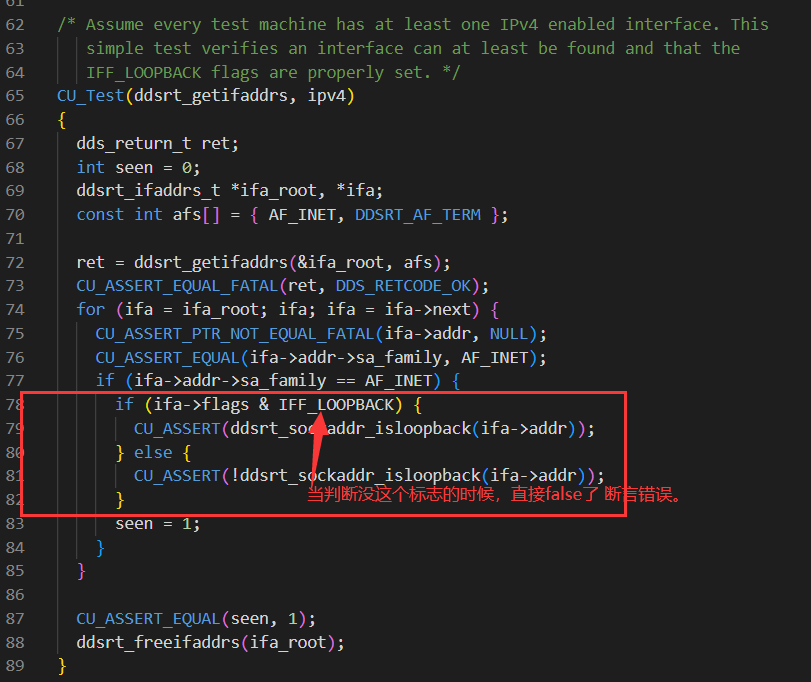 61
62 /* Assume every test machine has at least one IPv4 enabled interface. This
63 simple test verifies an interface can at least be found and that the
64 IFF_LOOPBACK flags are properly set. */
65 CU_Test(ddsrt_getifaddrs, ipv4)
66 {
67 dds_return_t ret;
68 int seen = 0;
69 ddsrt_ifaddrs_t *ifa_root, *ifa;
70 const int afs[] = { AF_INET, DDSRT_AF_TERM };
71
72 ret = ddsrt_getifaddrs(&ifa_root, afs);
73 CU_ASSERT_EQUAL_FATAL(ret, DDS_RETCODE_OK);
74 for (ifa = ifa_root; ifa; ifa = ifa->next) {
75 CU_ASSERT_PTR_NOT_EQUAL_FATAL(ifa->addr, NULL);
76 CU_ASSERT_EQUAL(ifa->addr->sa_family, AF_INET);
77 if (ifa->addr->sa_family == AF_INET) {
78 if (ifa->flags & IFF_LOOPBACK) {
79 CU_ASSERT(ddsrt_sockaddr_isloopback(ifa->addr));
80 } else {
81 CU_ASSERT(!ddsrt_sockaddr_isloopback(ifa->addr));
当判断没这个标志的时候，直接false了 断言错误。
82 }
83 seen = 1;
84 }
85 }
86
87 CU_ASSERT_EQUAL(seen, 1);
88 ddsrt_freeifaddrs(ifa_root);
89 }